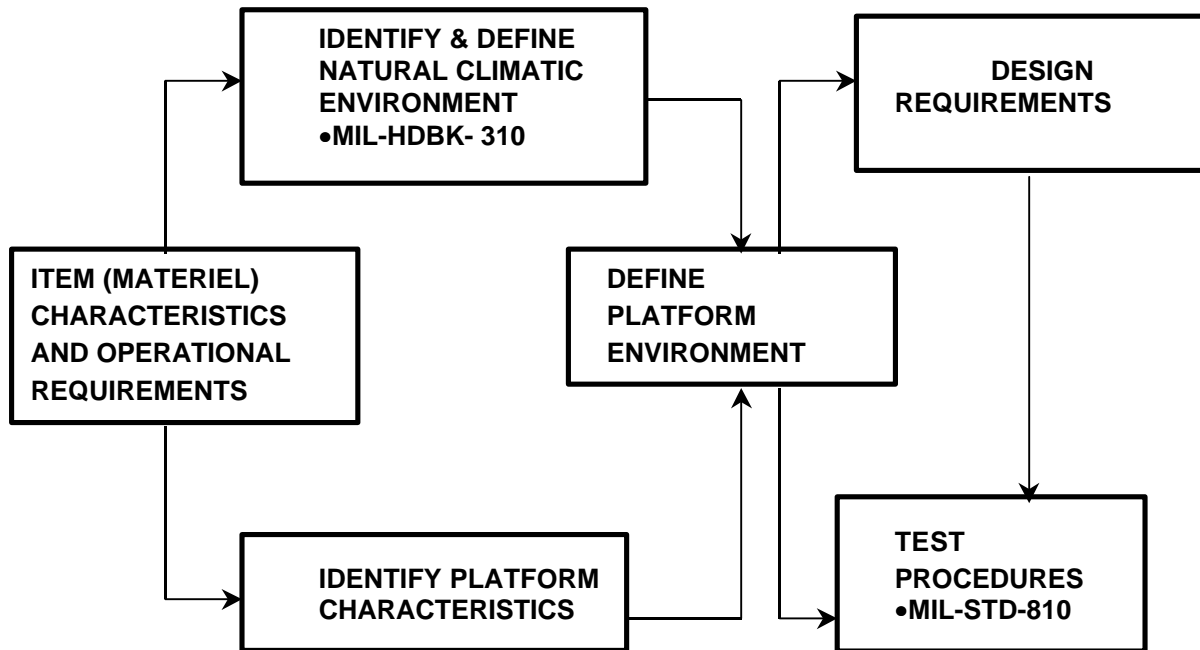 IDENTIFY & DEFINE
NATURAL CLIMATIC
ENVIRONMENT
•MIL-HDBK- 310
DESIGN
REQUIREMENTS
ITEM (MATERIEL)
CHARACTERISTICS
AND OPERATIONAL
REQUIREMENTS
DEFINE
PLATFORM
ENVIRONMENT
IDENTIFY PLATFORM
CHARACTERISTICS
TEST
PROCEDURES
•MIL-STD-810